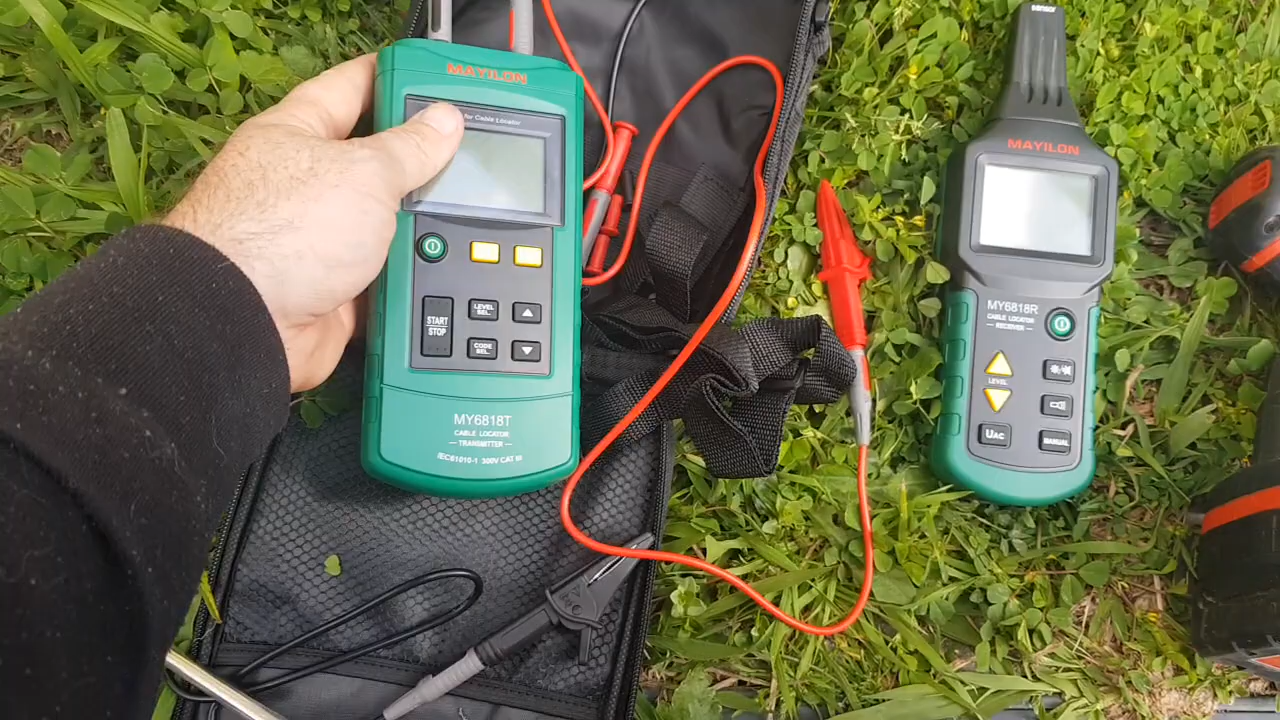 MAYILON
for Cable Locator
START
STOP
LEVEL
SEL.
CODE
SEL.
MY6818T
CABLE LOCATOR
TRANSMITTER
IEC61010-1 300V CAT III
sensor
MAYILON
MY6818R
CABLE LOCATOR
RECEIVER
LEVEL
UAC
MANUAL